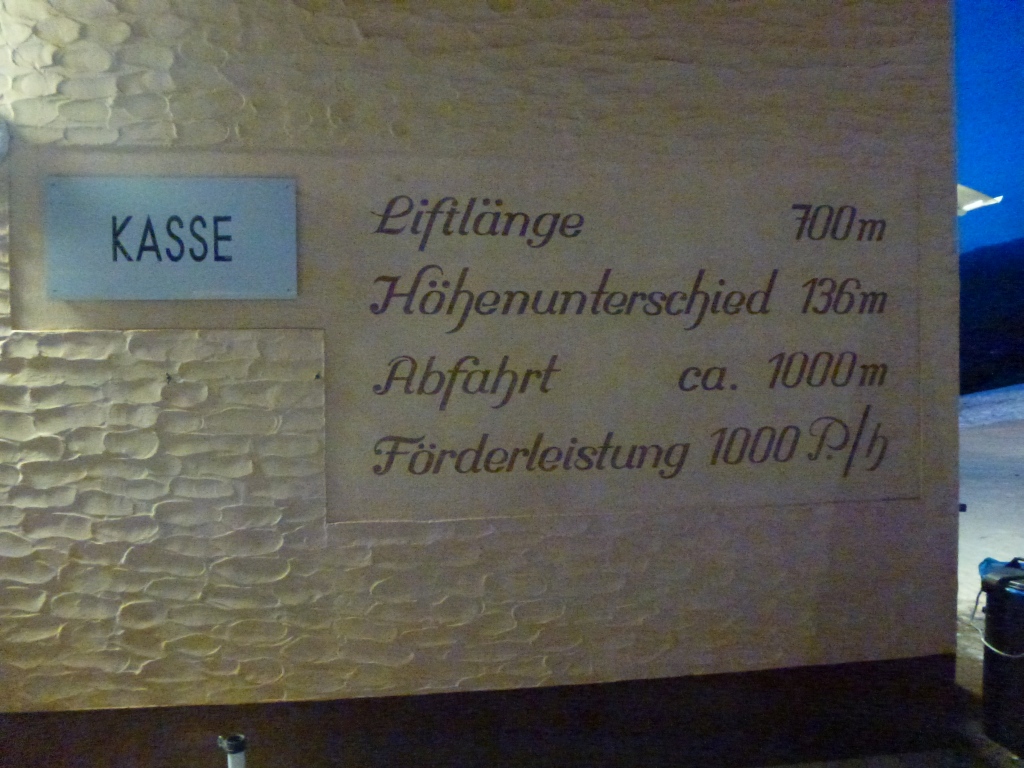 KASSE
Liftlänge 700m
Höhenunterschied 136m
Abfahrt ca. 1000m
Förderleistung 1000 P/h